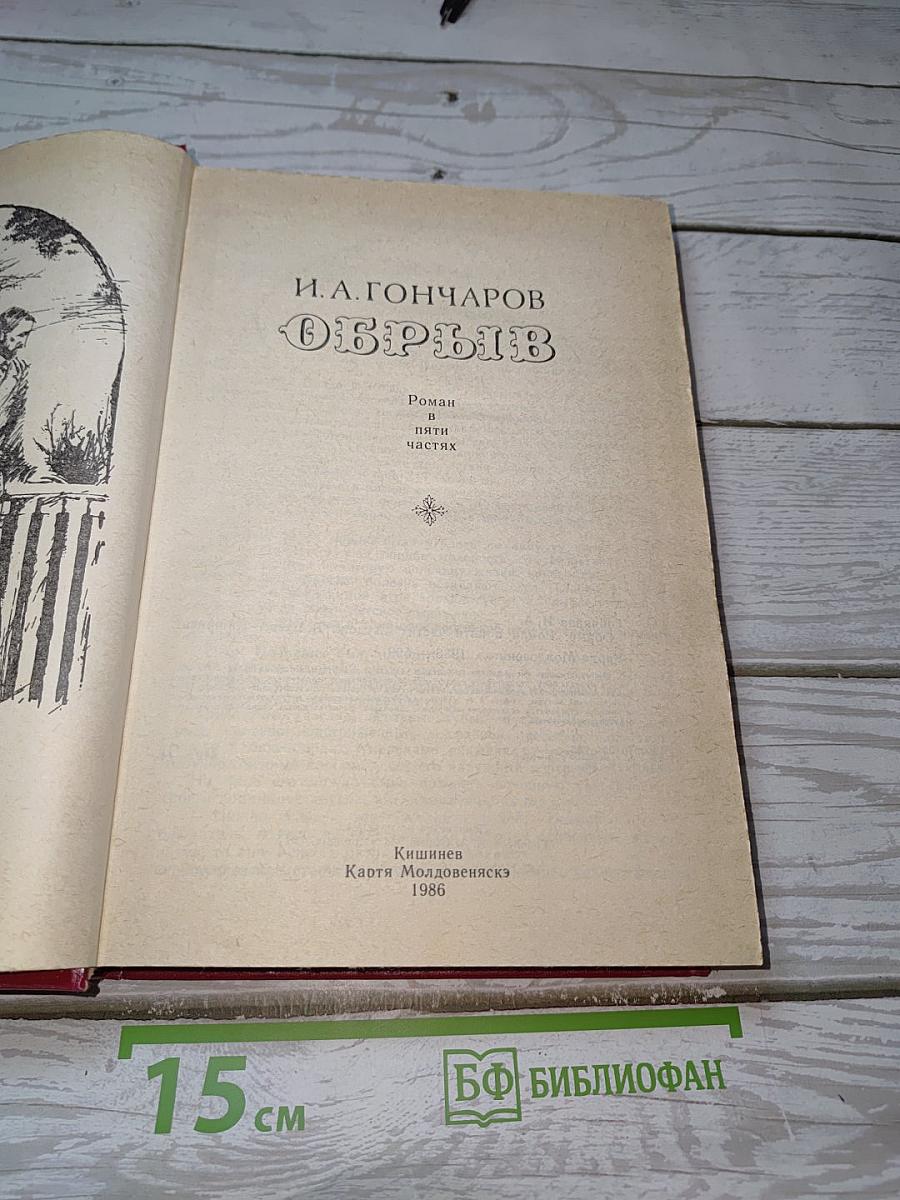 И. А. ГОНЧАРОВ
ОБРЫВ
Роман
в
пяти
частях
Кишинев
Картя Молдовеняскэ
1986
15 см
БФ БИБЛИОФАН